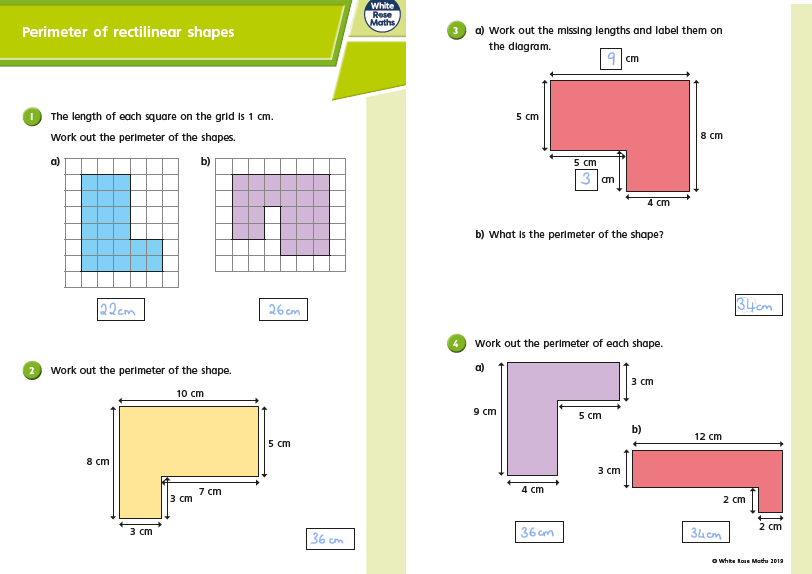 Perimeter of rectilinear shapes
White
Rose
Maths
1 The length of each square on the grid is 1 cm.
Work out the perimeter of the shapes.
a) b)
22cm 26cm
2 Work out the perimeter of the shape.
10 cm
5 cm
8 cm
7 cm
3 cm
3 cm
36cm
3 a) Work out the missing lengths and label them on
the diagram.
9 cm
5 cm
8 cm
5 cm
3 cm
4 cm
b) What is the perimeter of the shape?
34cm
4 Work out the perimeter of each shape.
a)
3 cm
9 cm
5 cm
4 cm
36cm
b)
12 cm
3 cm
2 cm
2 cm
34cm
© White Rose Maths 2019